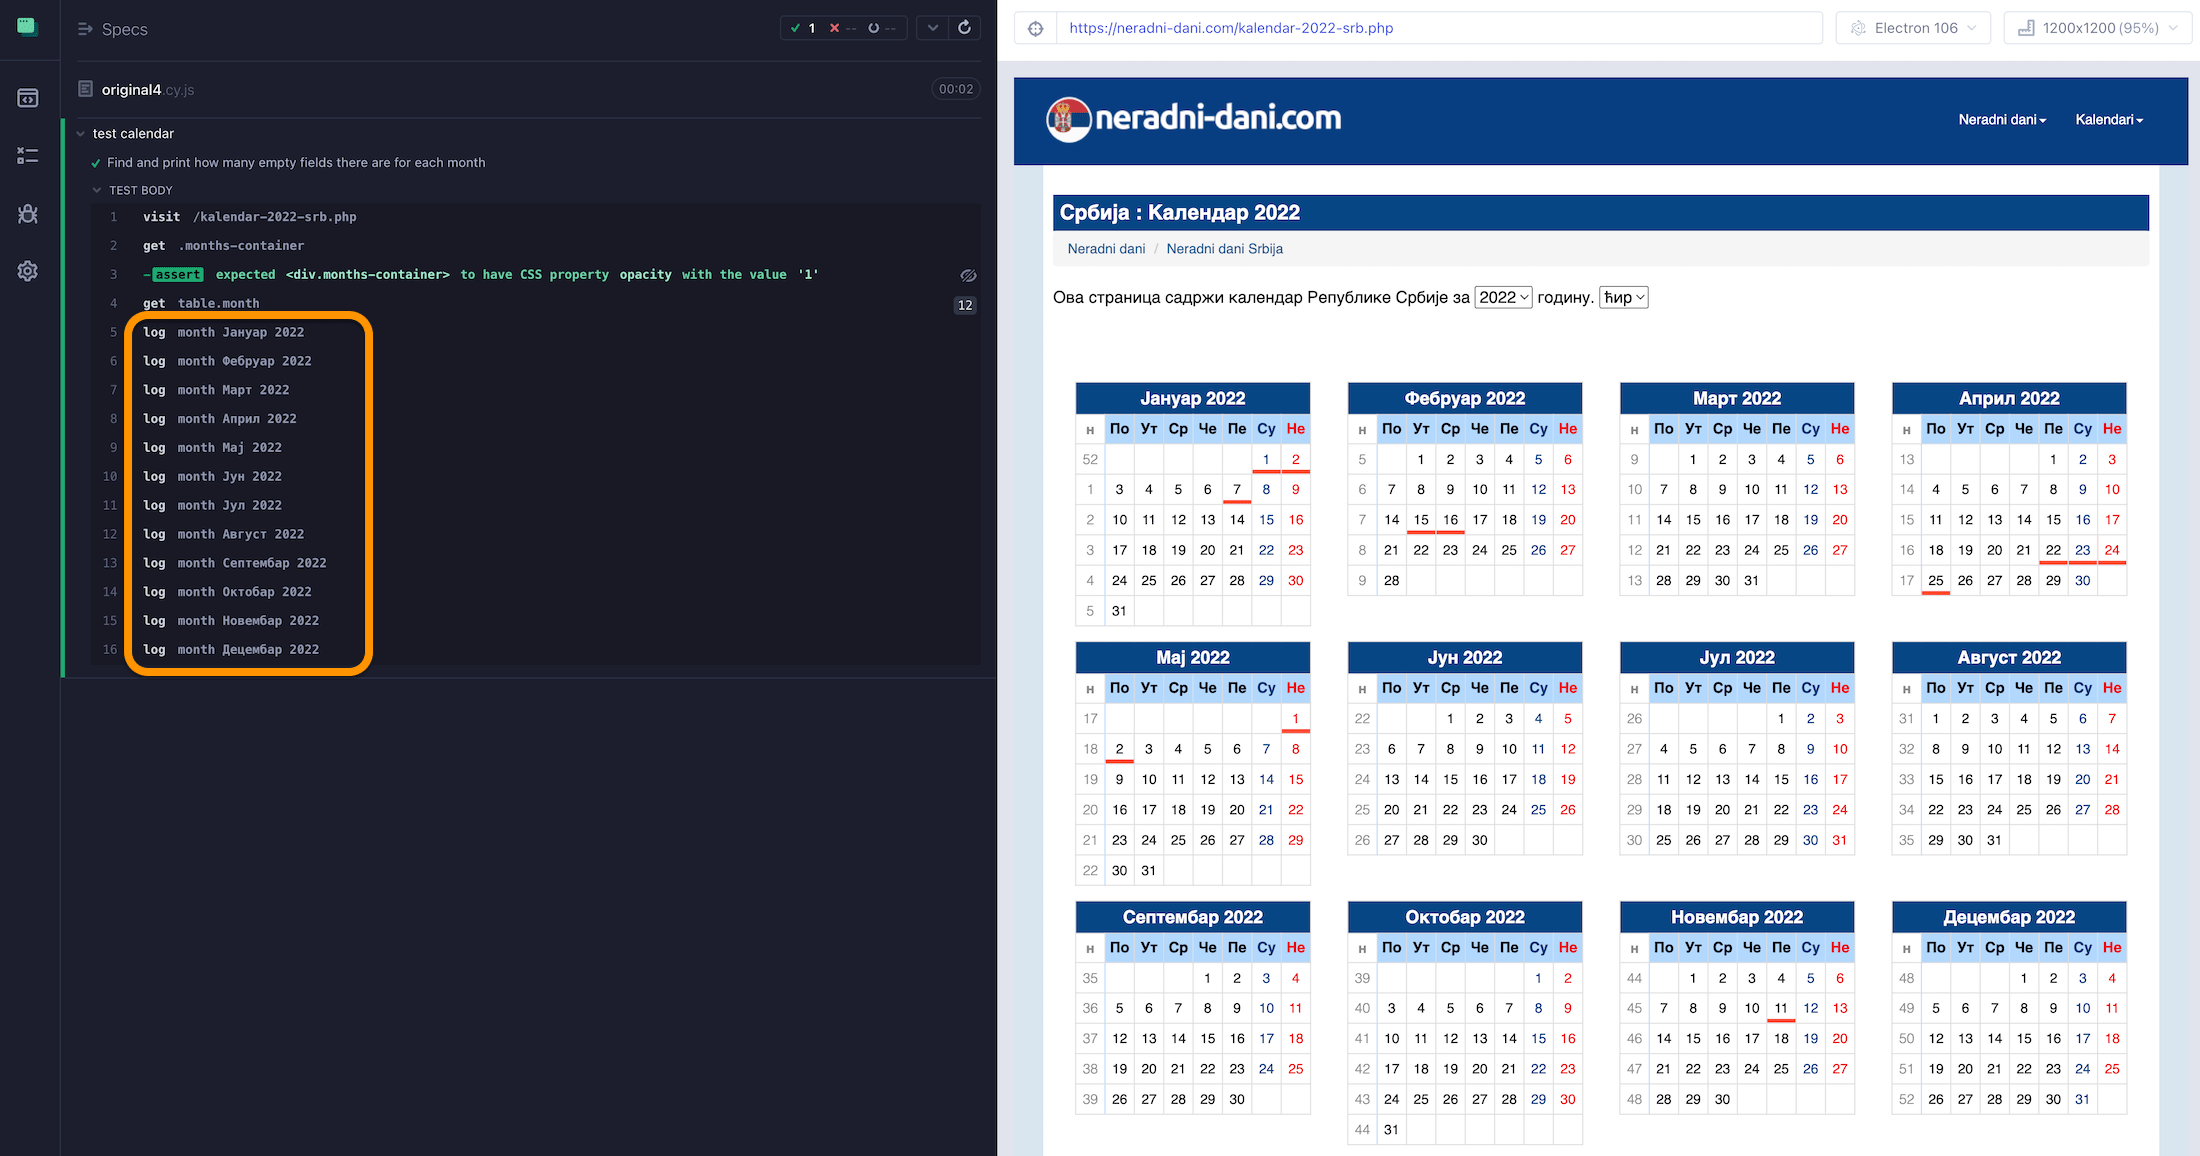 Specs
✓ 1 ✗ -- --
original4.cy.js 00:02
test calendar
Find and print how many empty fields there are for each month
TEST BODY
1 visit /kalendar-2022-srb.php
2 get .months-container
3 -assert expected <div.months-container> to have CSS property opacity with the value '1'
4 get table.month 12
5 log month Јануар 2022
6 log month Фебруар 2022
7 log month Март 2022
8 log month Април 2022
9 log month Мај 2022
10 log month Јун 2022
11 log month Јул 2022
12 log month Август 2022
13 log month Септембар 2022
14 log month Октобар 2022
15 log month Новембар 2022
16 log month Децембар 2022
https://neradni-dani.com/kalendar-2022-srb.php Electron 106 1200x1200 (95%)
neradni-dani.com Neradni dani Kalendari
Србија : Календар 2022
Neradni dani / Neradni dani Srbija
Ова страница садржи календар Републике Србије за 2022 годину. ћир
Јануар 2022
н По Ут Ср Че Пе Су Не
52 1 2
1 3 4 5 6 7 8 9
2 10 11 12 13 14 15 16
3 17 18 19 20 21 22 23
4 24 25 26 27 28 29 30
5 31
Фебруар 2022
н По Ут Ср Че Пе Су Не
5 1 2 3 4 5 6
6 7 8 9 10 11 12 13
7 14 15 16 17 18 19 20
8 21 22 23 24 25 26 27
9 28
Март 2022
н По Ут Ср Че Пе Су Не
9 1 2 3 4 5 6
10 7 8 9 10 11 12 13
11 14 15 16 17 18 19 20
12 21 22 23 24 25 26 27
13 28 29 30 31
Април 2022
н По Ут Ср Че Пе Су Не
13 1 2 3
14 4 5 6 7 8 9 10
15 11 12 13 14 15 16 17
16 18 19 20 21 22 23 24
17 25 26 27 28 29 30
Мај 2022
н По Ут Ср Че Пе Су Не
17 1
18 2 3 4 5 6 7 8
19 9 10 11 12 13 14 15
20 16 17 18 19 20 21 22
21 23 24 25 26 27 28 29
22 30 31
Јун 2022
н По Ут Ср Че Пе Су Не
22 1 2 3 4 5
23 6 7 8 9 10 11 12
24 13 14 15 16 17 18 19
25 20 21 22 23 24 25 26
26 27 28 29 30
Јул 2022
н По Ут Ср Че Пе Су Не
26 1 2 3
27 4 5 6 7 8 9 10
28 11 12 13 14 15 16 17
29 18 19 20 21 22 23 24
30 25 26 27 28 29 30 31
Август 2022
н По Ут Ср Че Пе Су Не
31 1 2 3 4 5 6 7
32 8 9 10 11 12 13 14
33 15 16 17 18 19 20 21
34 22 23 24 25 26 27 28
35 29 30 31
Септембар 2022
н По Ут Ср Че Пе Су Не
35 1 2 3 4
36 5 6 7 8 9 10 11
37 12 13 14 15 16 17 18
38 19 20 21 22 23 24 25
39 26 27 28 29 30
Октобар 2022
н По Ут Ср Че Пе Су Не
39 1 2
40 3 4 5 6 7 8 9
41 10 11 12 13 14 15 16
42 17 18 19 20 21 22 23
43 24 25 26 27 28 29 30
44 31
Новембар 2022
н По Ут Ср Че Пе Су Не
44 1 2 3 4 5 6
45 7 8 9 10 11 12 13
46 14 15 16 17 18 19 20
47 21 22 23 24 25 26 27
48 28 29 30
Децембар 2022
н По Ут Ср Че Пе Су Не
48 1 2 3 4
49 5 6 7 8 9 10 11
50 12 13 14 15 16 17 18
51 19 20 21 22 23 24 25
52 26 27 28 29 30 31